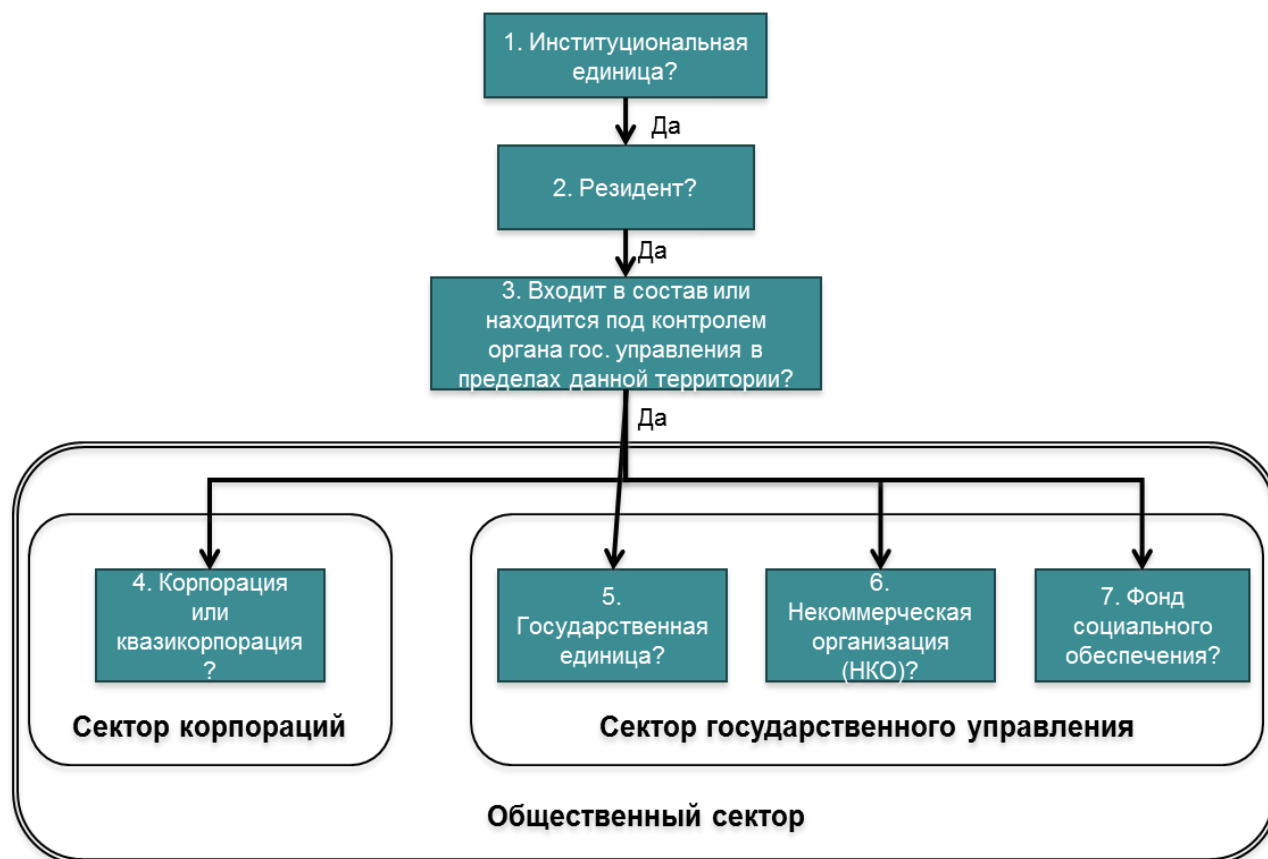 1. Институциональная
единица?
Да
2. Резидент?
Да
3. Входит в состав или
находится под контролем
органа гос. управления в
пределах данной территории?
Да
4. Корпорация
или
квазикорпорация
?
5.
Государственная
единица?
6.
Некоммерческая
организация
(НКО)?
7. Фонд
социального
обеспечения?
Сектор корпораций
Сектор государственного управления
Общественный сектор